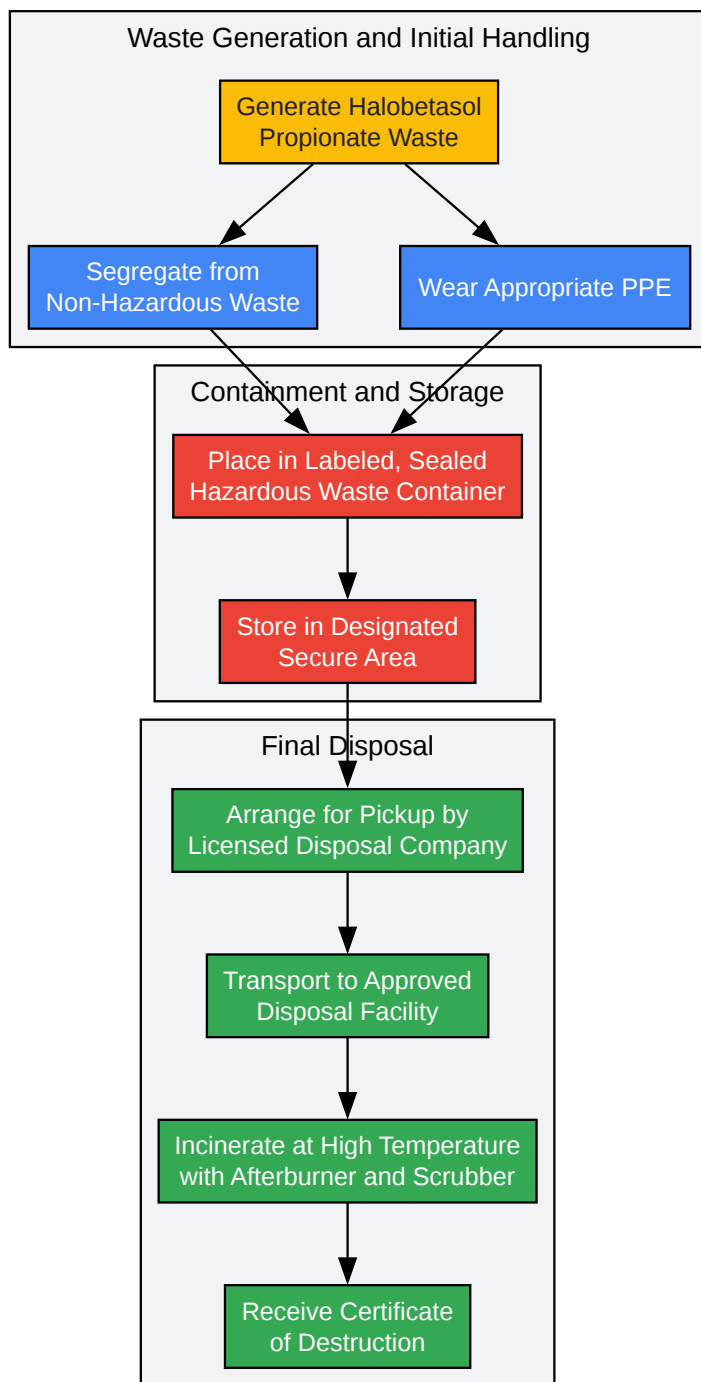 Waste Generation and Initial Handling
Generate Halobetasol
Propionate Waste
Segregate from
Non-Hazardous Waste
Wear Appropriate PPE
Containment and Storage
Place in Labeled, Sealed
Hazardous Waste Container
Store in Designated
Secure Area
Final Disposal
Arrange for Pickup by
Licensed Disposal Company
Transport to Approved
Disposal Facility
Incinerate at High Temperature
with Afterburner and Scrubber
Receive Certificate
of Destruction